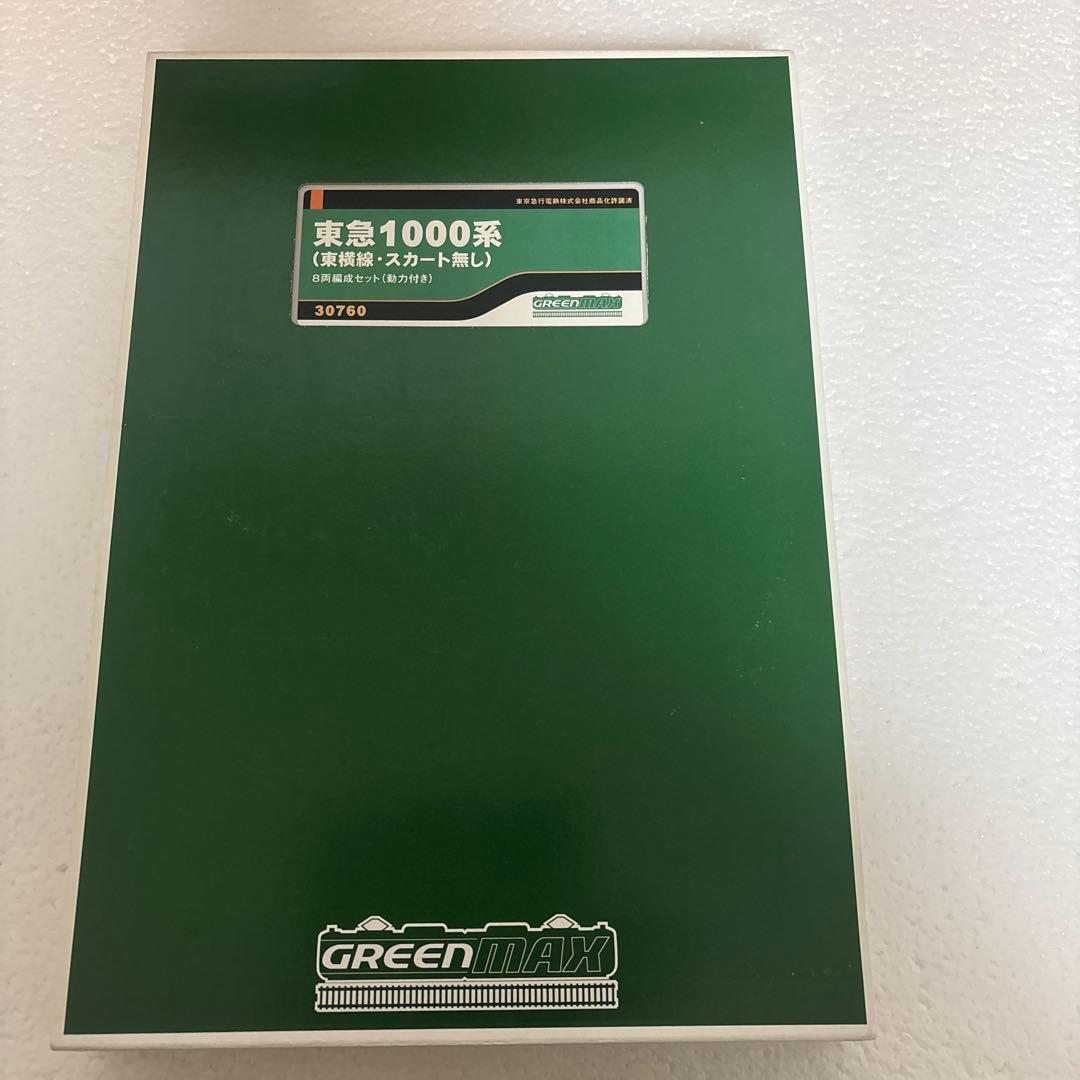 東京急行電鉄株式会社商品化許諾済
東急1000系
(東横線・スカート無し)
8両編成セット(動力付き)
30760
GREENMAX
GREENMAX